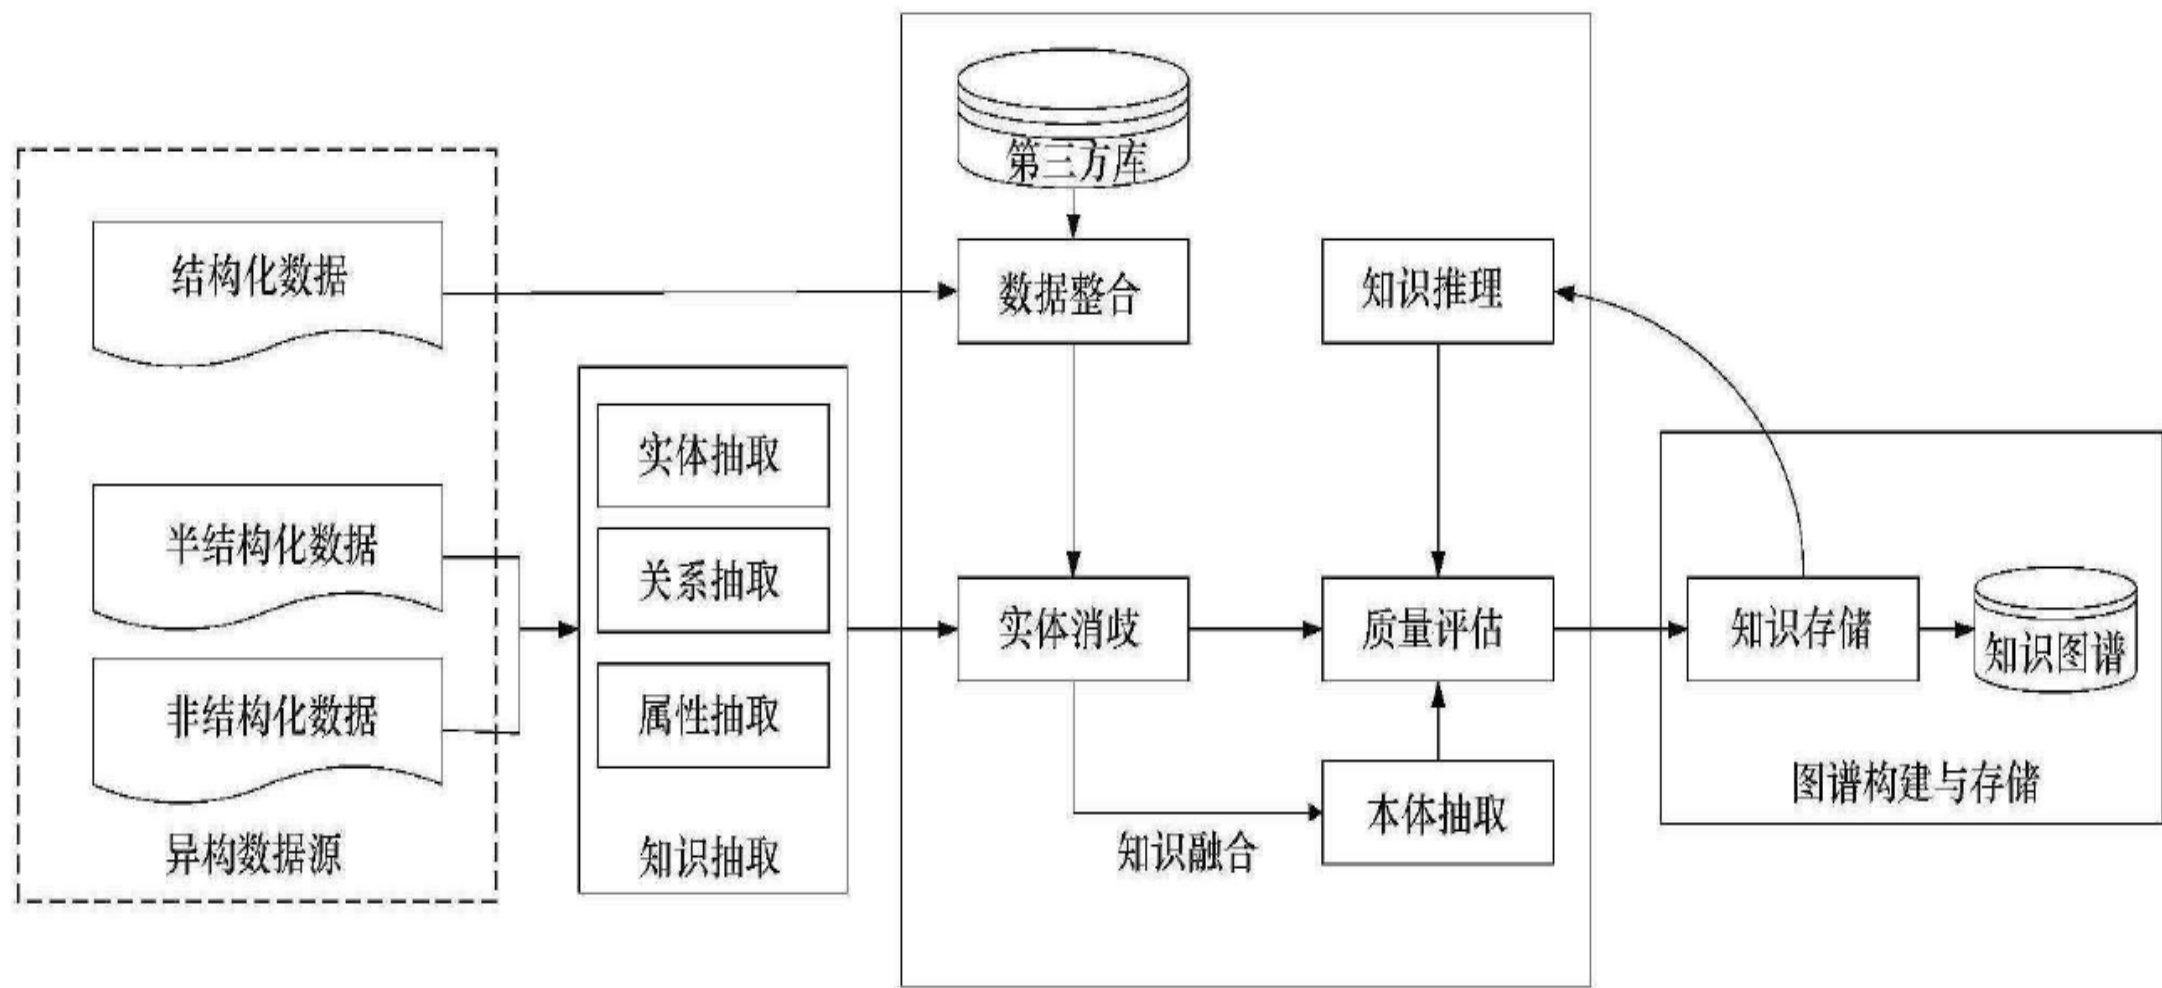 第三方库
结构化数据
数据整合
知识推理
实体抽取
半结构化数据
关系抽取
实体消歧
质量评估
知识存储
知识图谱
非结构化数据
属性抽取
图谱构建与存储
本体抽取
异构数据源
知识抽取
知识融合